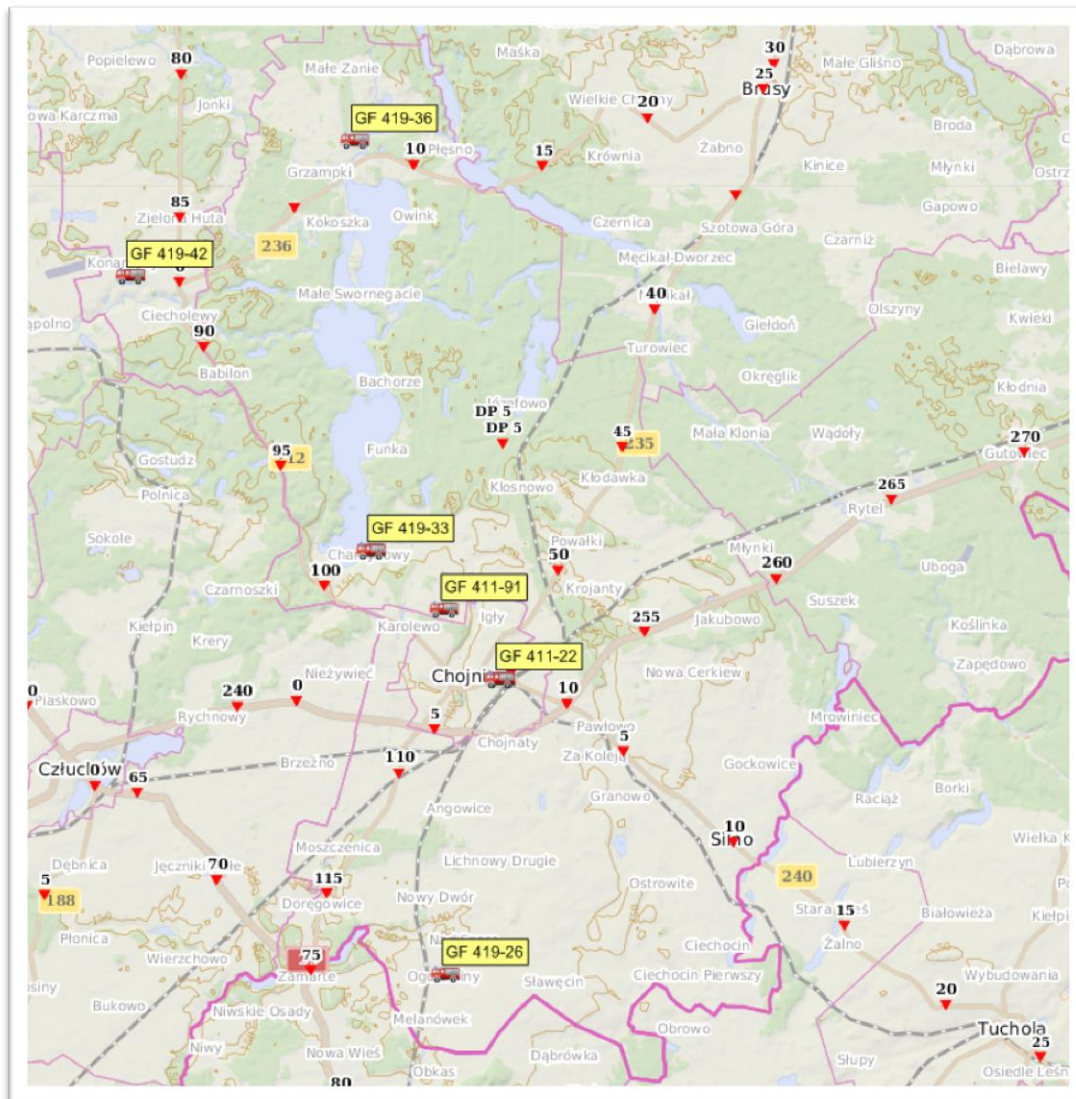 30
Popielewo 80 Maśka Dąbrowa
Małe Zanie 25 Małe Gliśno
Brusy
Jonki Wielkie 20
owa Karczma GF 419-36 Broda
10 Płęsno 15 Krównia Żabno Kinice Młynki
Grzampki
85 Owink Gapowo
Kokoszka Czernica Szotowa Góra
236 Czarniż
GF 419-42 Męcikał-Dworzec Bielawy
Małe Swornegacie 40
Ciecholewy Olszyny
Giełdoń Kwieki
90
Turowiec
Babilon Bachorze Okręglik Kłodnia
DP 5
DP 5 45 Mała Klonia Wądoły 270
95 Funka Gutowiec
Gostudz Kłodawka
Polnica Klosnowo 265
Rytel
GF 419-33
Sokole Powałki Młynki
50 260
100 Uboga
Czarnoszki GF 411-91 Krojanty
Suszek
Kiełpin Karolewo Igły 255 Jakubowo Koślinka
Krery
GF 411-22 Zapędowo
Nieżywięć Nowa Cerkiew
0 240 0 10
Piaskowo Rychnowy 5 Mrowiniec
Pawłowo
Chojnaty 5
Za Koleją
Człuchów 0 65 Brzeźno 110 Gockowice
Granowo Raciąż Borki
Angowice
Moszczenica 10 Wielka
Dębnica 70 Lichnowy Drugie Lubierzyn
5 115 Ostrowite 240
188 Doręgowice Nowy Dwór 15 Białowieża
Płonica Żalno
Wierzchowo 75 GF 419-26 Ciechocin
Zamarte Ciechocin Pierwszy Wybudowania
Bukowo Sławęcin 20
Niwskie Osady Melanówek
Obrowo Tuchola
Niwy Nowa Wieś Dąbrówka Słupy 25
80 Obkas